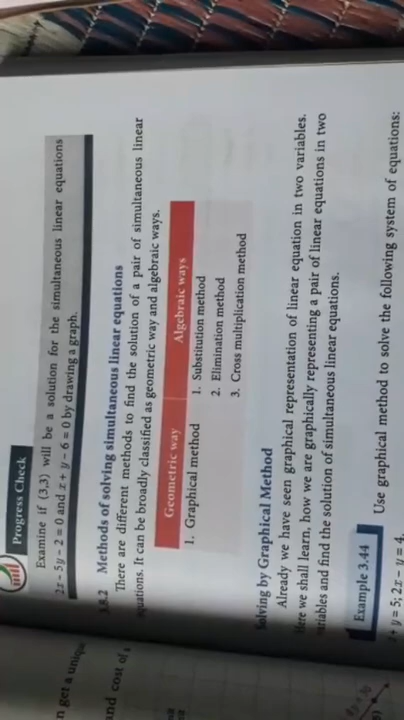 Progress Check
Examine if (3,3) will be a solution for the simultaneous linear equations
2x – 5y – 2 = 0 and x + y – 6 = 0 by drawing a graph.
3.8.2 Methods of solving simultaneous linear equations
There are different methods to find the solution of a pair of simultaneous linear
equations. It can be broadly classified as geometric way and algebraic ways.
Geometric way Algebraic ways
1. Graphical method 1. Substitution method
2. Elimination method
3. Cross multiplication method
Solving by Graphical Method
Already we have seen graphical representation of linear equation in two variables.
Here we shall learn, how we are graphically representing a pair of linear equations in two
variables and find the solution of simultaneous linear equations.
Example 3.44
Use graphical method to solve the following system of equations:
x + y = 5; 2x – y = 4.
n get a unique
and cost of